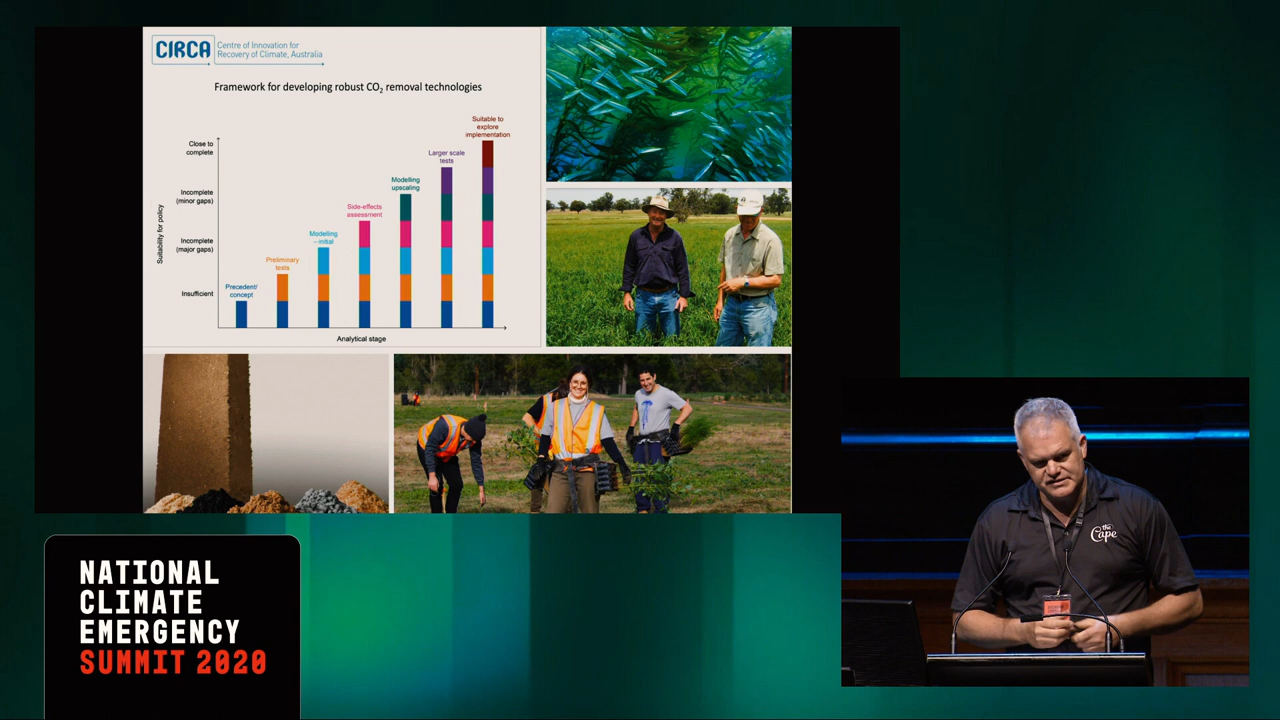 CIRCA
Centre of Innovation for
Recovery of Climate, Australia
Framework for developing robust CO₂ removal technologies
Suitable to
explore
implementation
Close to
complete
Larger scale
tests
Modelling
upscaling
Incomplete
(minor gaps)
Side-effects
assessment
Modelling
– initial
Incomplete
(major gaps)
Suitability for policy
Preliminary
tests
Precedent/
concept
Insufficient
Analytical stage
the
Cape
NATIONAL
CLIMATE
EMERGENCY
SUMMIT 2020